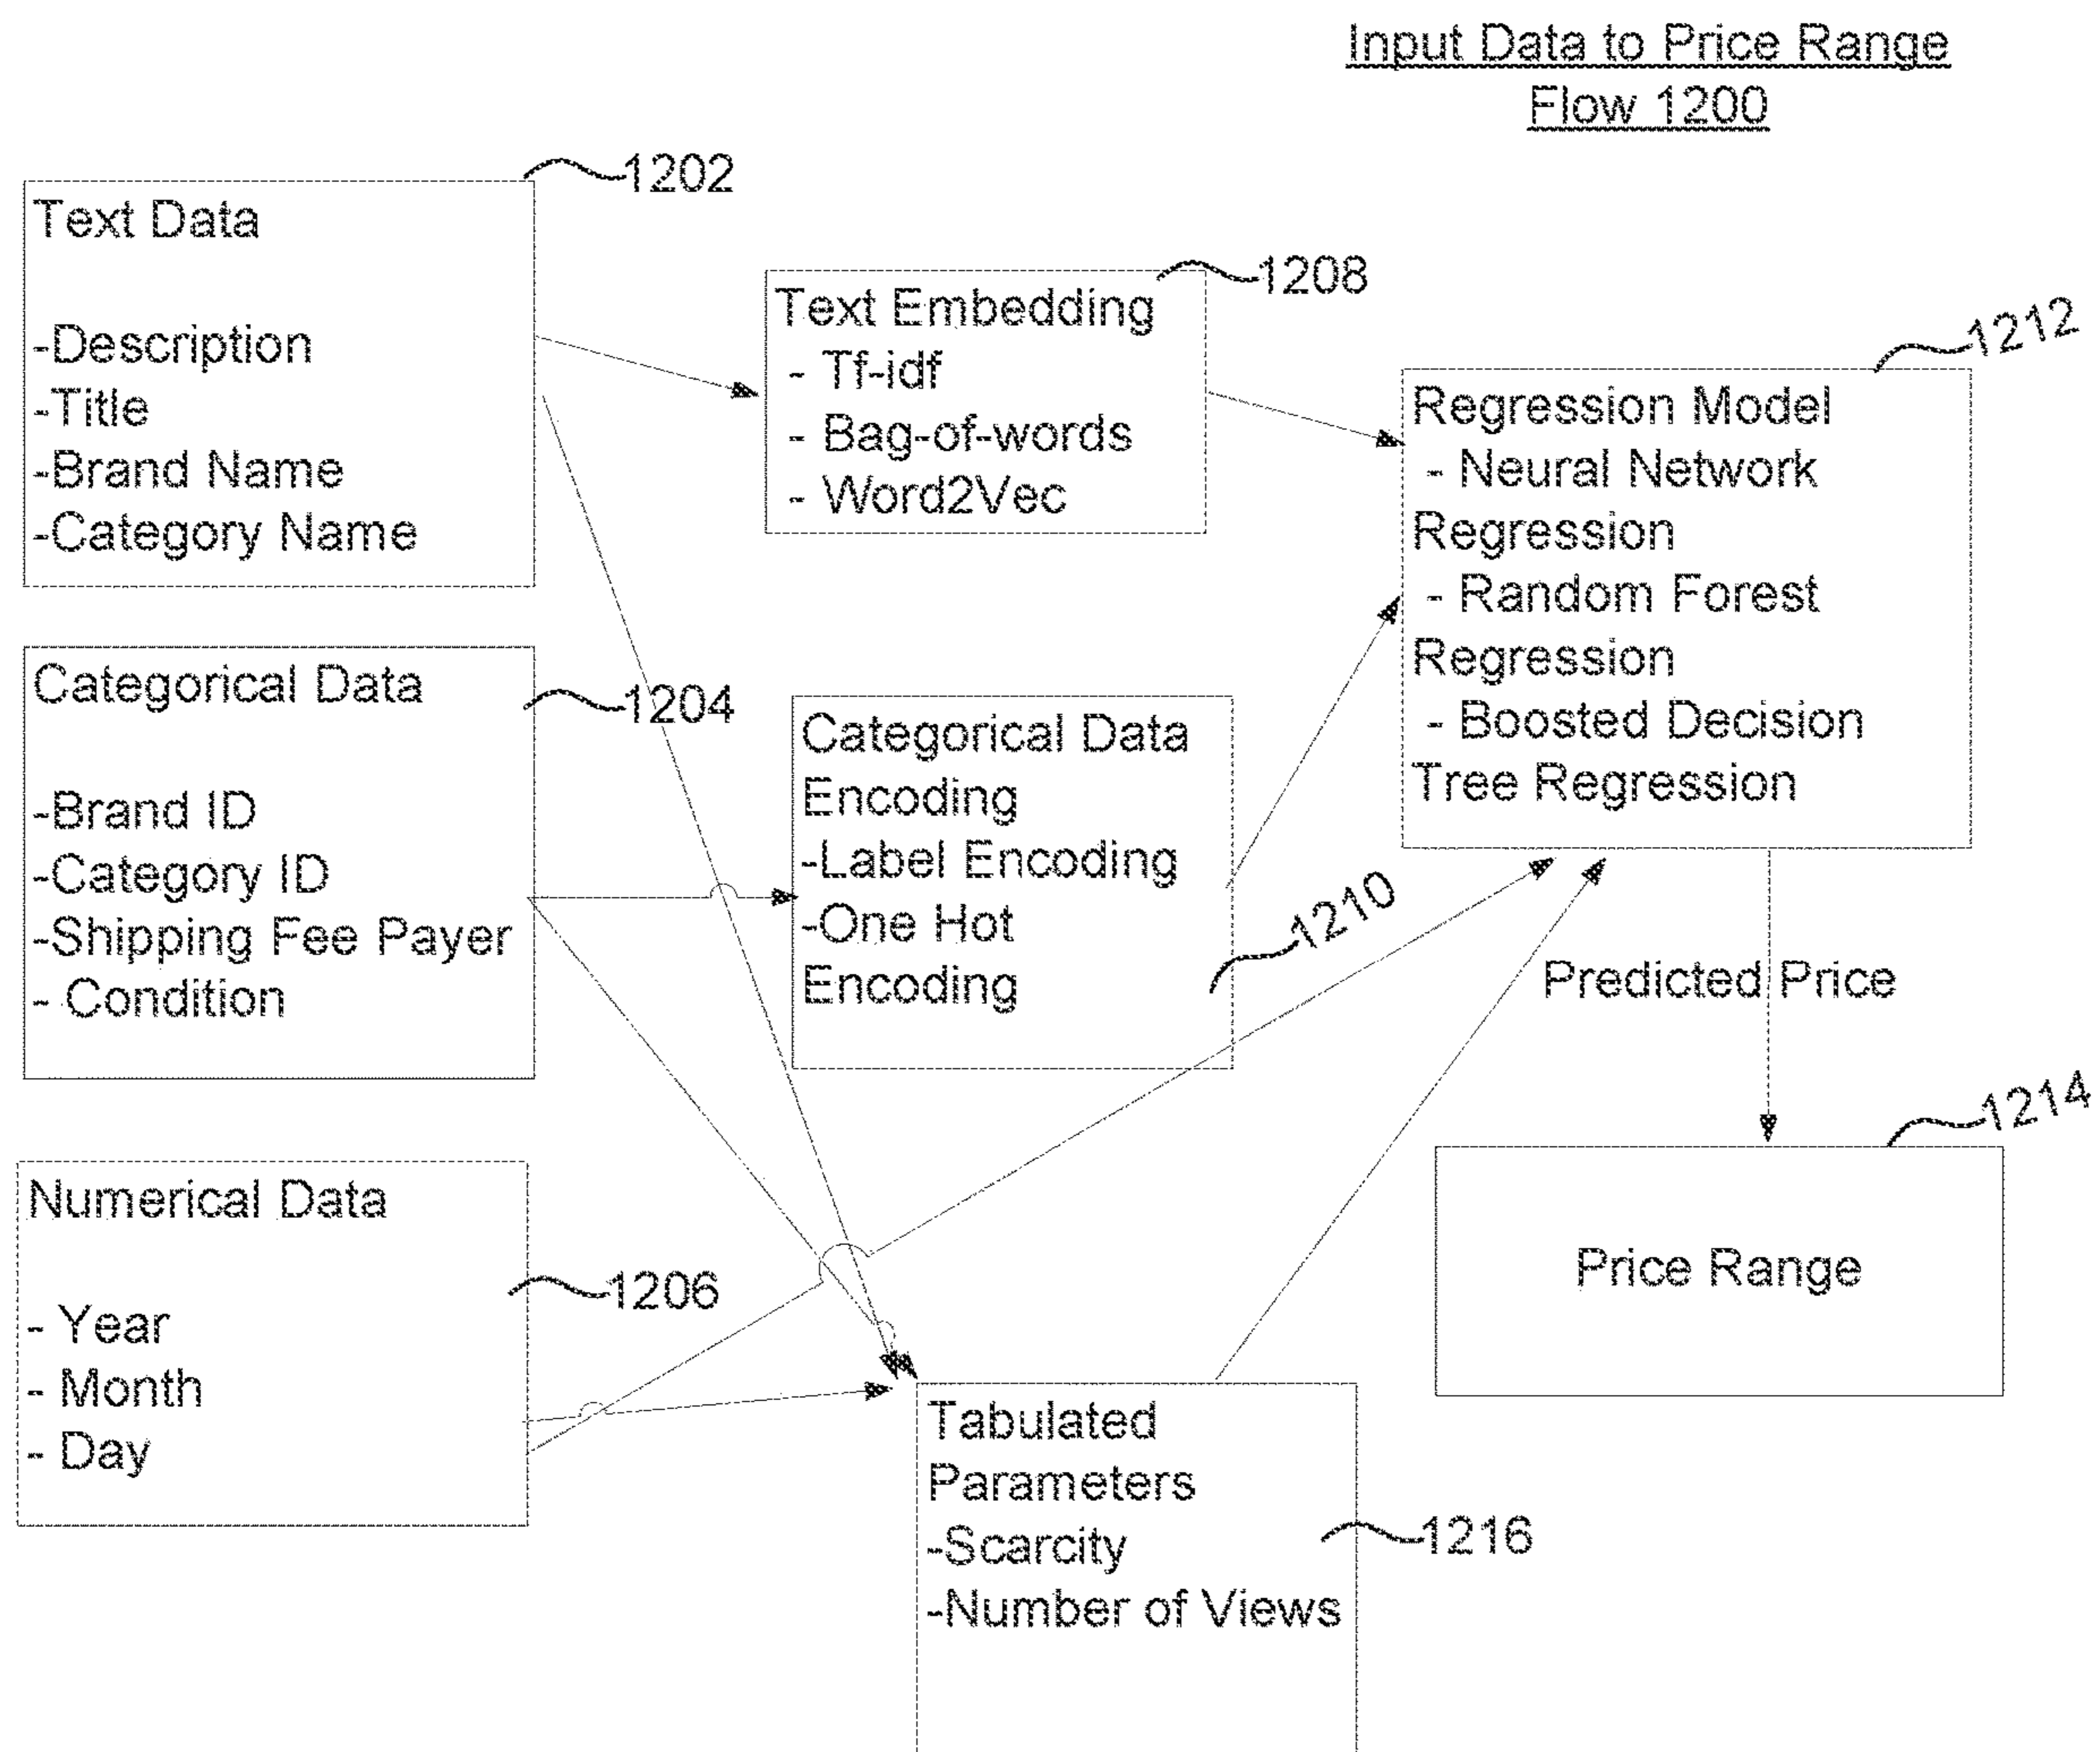 Input Data to Price Range
Flow 1200
1202
Text Data
-Description
-Title
-Brand Name
-Category Name
1208
Text Embedding
- Tf-idf
- Bag-of-words
- Word2Vec
1212
Regression Model
- Neural Network
Regression
- Random Forest
Regression
- Boosted Decision
Tree Regression
1204
Categorical Data
-Brand ID
-Category ID
-Shipping Fee Payer
- Condition
Categorical Data
Encoding
-Label Encoding
-One Hot
Encoding
1210
Predicted Price
1214
Price Range
Numerical Data
1206
- Year
- Month
- Day
Tabulated
Parameters
-Scarcity
-Number of Views
1216